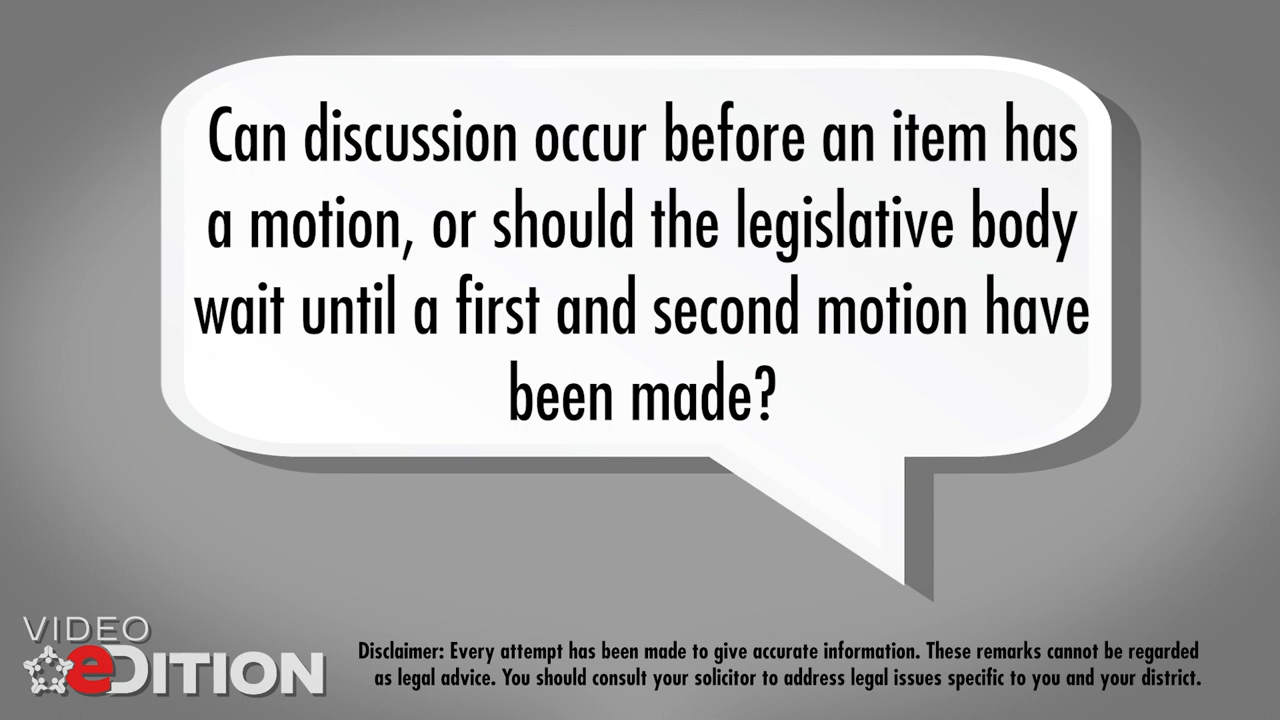 Can discussion occur before an item has
a motion, or should the legislative body
wait until a first and second motion have
been made?
VIDEO
eDITION
Disclaimer: Every attempt has been made to give accurate information. These remarks cannot be regarded
as legal advice. You should consult your solicitor to address legal issues specific to you and your district.